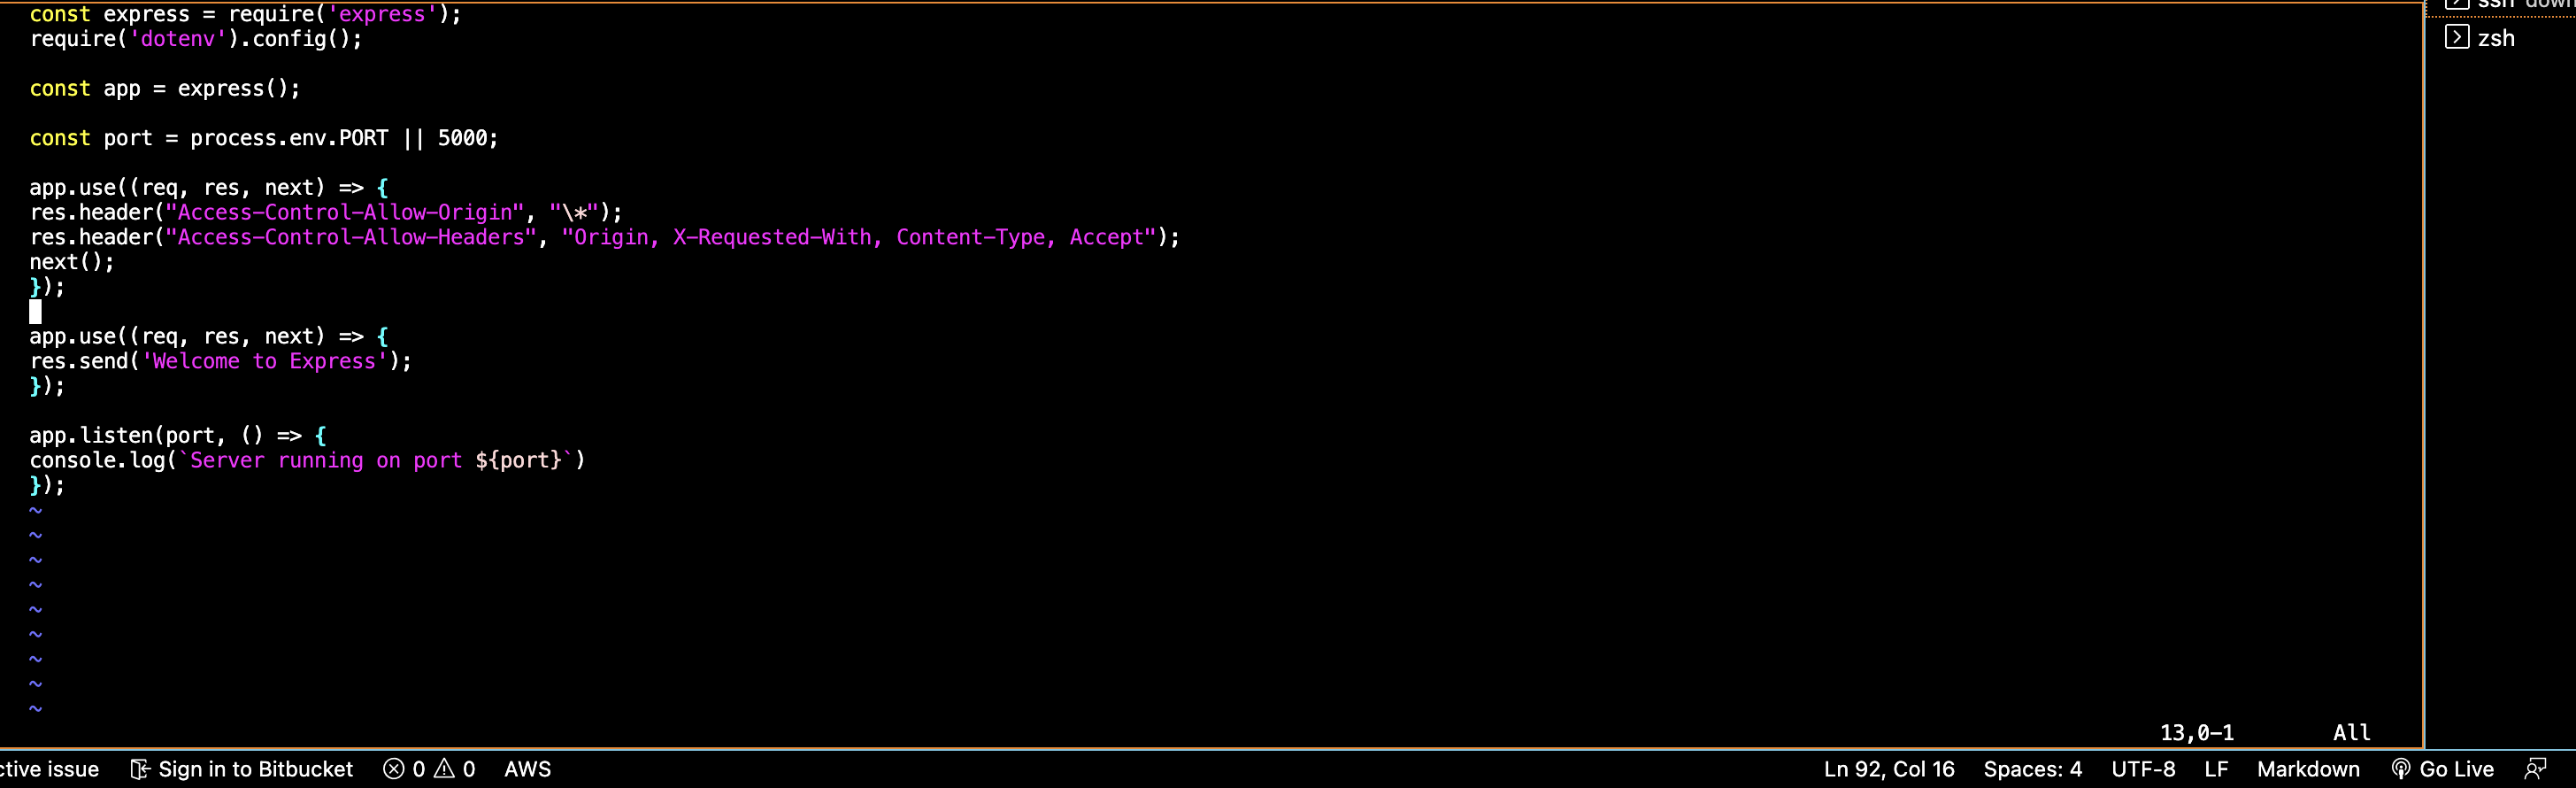 const express = require('express');
require('dotenv').config();
const app = express();
const port = process.env.PORT || 5000;
app.use((req, res, next) => {
res.header("Access-Control-Allow-Origin", "\*");
res.header("Access-Control-Allow-Headers", "Origin, X-Requested-With, Content-Type, Accept");
next();
});
app.use((req, res, next) => {
res.send('Welcome to Express');
});
app.listen(port, () => {
console.log(`Server running on port ${port}`)
});
~
~
~
~
~
~
~
~
~
13,0-1 All
ssh down
zsh
ctive issue Sign in to Bitbucket 0 0 AWS Ln 92, Col 16 Spaces: 4 UTF-8 LF Markdown Go Live